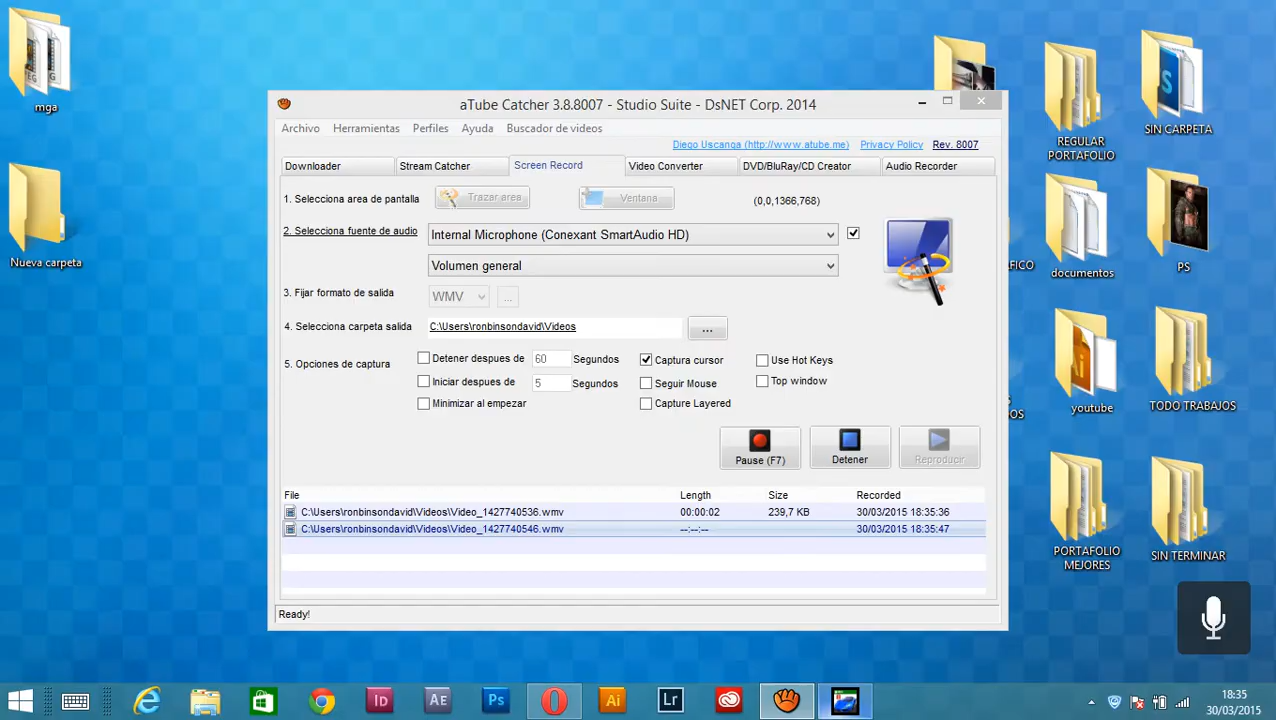 mga
Nueva carpeta
aTube Catcher 3.8.8007 - Studio Suite - DsNET Corp. 2014
Archivo Herramientas Perfiles Ayuda Buscador de videos
Diego Uscanga (http://www.atube.me) Privacy Policy Rev. 8007
Downloader Stream Catcher Screen Record Video Converter DVD/BluRay/CD Creator Audio Recorder
1. Selecciona area de pantalla Trazar area Ventana (0,0,1366,768)
2. Selecciona fuente de audio Internal Microphone (Conexant SmartAudio HD)
Volumen general
3. Fijar formato de salida WMV ...
4. Selecciona carpeta salida C:\Users\ronbinsondavid\Videos ...
5. Opciones de captura
Detener despues de 60 Segundos Captura cursor Use Hot Keys
Iniciar despues de 5 Segundos Seguir Mouse Top window
Minimizar al empezar Capture Layered
Pause (F7) Detener Reproducir
File Length Size Recorded
C:\Users\ronbinsondavid\Videos\Video_1427740536.wmv 00:00:02 239,7 KB 30/03/2015 18:35:36
C:\Users\ronbinsondavid\Videos\Video_1427740546.wmv --:--:-- 30/03/2015 18:35:47
Ready!
REGULAR
PORTAFOLIO
SIN CARPETA
FICO
documentos
PS
OS
youtube
TODO TRABAJOS
PORTAFOLIO
MEJORES
SIN TERMINAR
Id Ae Ps Ai Lr
18:35
30/03/2015